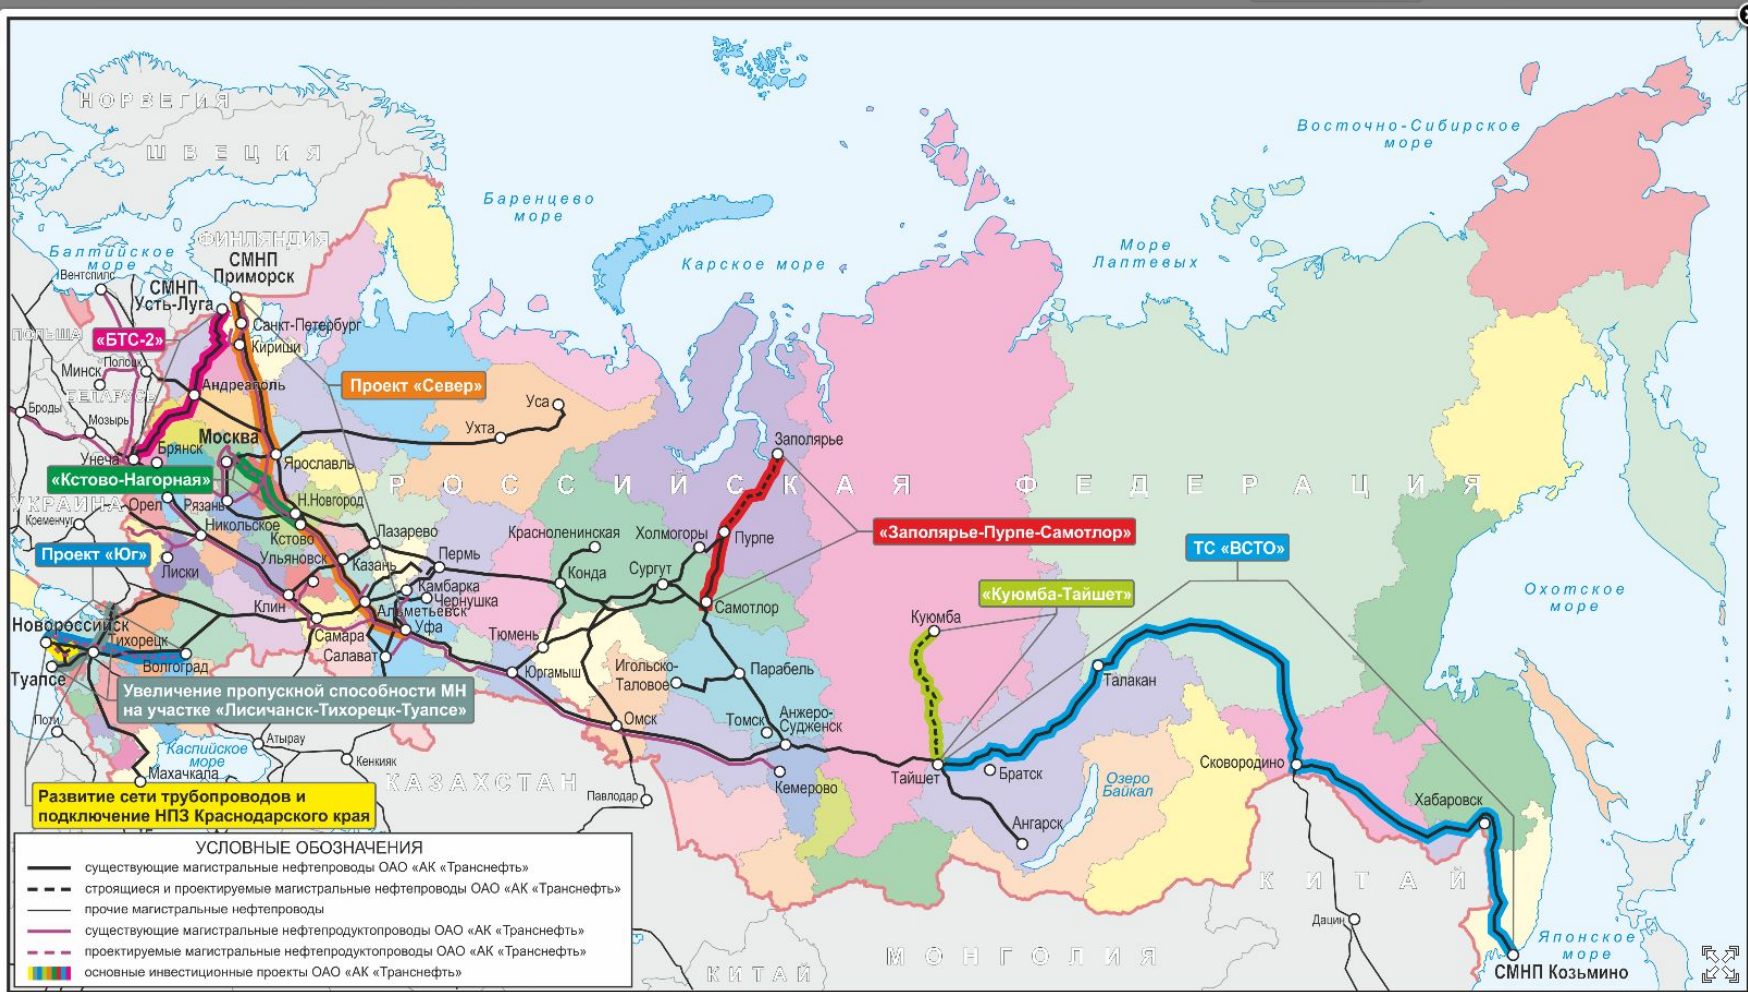 НОРВЕГИЯ
ШВЕЦИЯ
ФИНЛЯНДИЯ
Балтийское
море
Вентспилс
СМНП
Приморск
СМНП
Усть-Луга
Баренцево
море
Карское море
Море
Лаптевых
Восточно-Сибирское
море
ПОЛЬША
«БТС-2»
Санкт-Петербург
Кириши
Полоцк
Минск
БЕЛАРУСЬ
Андреаполь
Проект «Север»
Броды
Мозырь
Уса
Ухта
Москва
Унеча
Брянск
Ярославль
Заполярье
РОССИЙСКАЯ ФЕДЕРАЦИЯ
«Кстово-Нагорная»
УКРАИНА
Орел
Рязань
Н.Новгород
Кременчуг
Никольское
Кстово
Лазарево
Красноленинская
Холмогоры
Пурпе
«Заполярье-Пурпе-Самотлор»
ТС «ВСТО»
Проект «Юг»
Лиски
Ульяновск
Казань
Пермь
Конда
Сургут
Камбарка
Чернушка
Клин
Альметьевск
Самотлор
«Куюмба-Тайшет»
Охотское
море
Новороссийск
Тихорецк
Самара
Уфа
Тюмень
Куюмба
Волгоград
Салават
Юргамыш
Игольско-
Таловое
Парабель
Талакан
Туапсе
Увеличение пропускной способности МН
на участке «Лисичанск-Тихорецк-Туапсе»
Поти
Омск
Томск
Анжеро-
Судженск
Атырау
Каспийское
море
Кенкияк
Махачкала
КАЗАХСТАН
Павлодар
Кемерово
Тайшет
Братск
Озеро
Байкал
Сковородино
Хабаровск
Ангарск
Развитие сети трубопроводов и
подключение НПЗ Краснодарского края
КИТАЙ
Дацин
МОНГОЛИЯ
КИТАЙ
Японское
море
СМНП Козьмино
УСЛОВНЫЕ ОБОЗНАЧЕНИЯ
существующие магистральные нефтепроводы ОАО «АК «Транснефть»
строящиеся и проектируемые магистральные нефтепроводы ОАО «АК «Транснефть»
прочие магистральные нефтепроводы
существующие магистральные нефтепродуктопроводы ОАО «АК «Транснефть»
проектируемые магистральные нефтепродуктопроводы ОАО «АК «Транснефть»
основные инвестиционные проекты ОАО «АК «Транснефть»